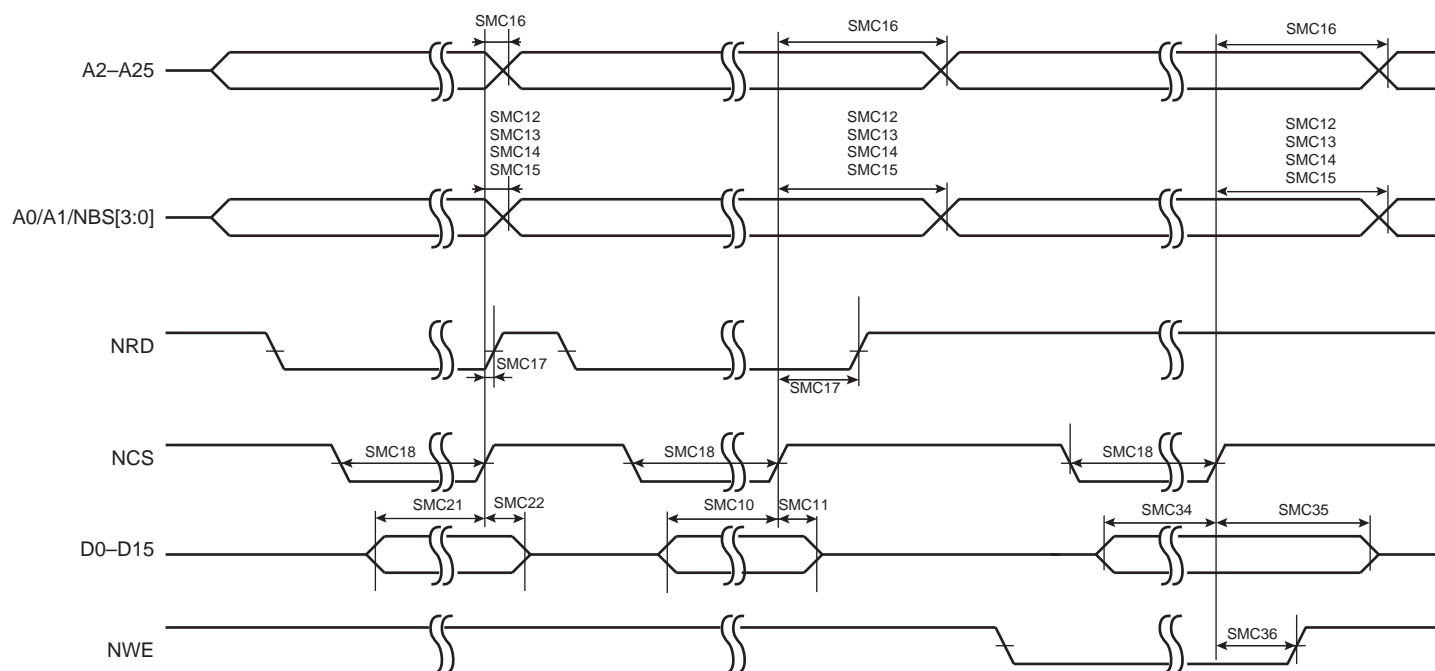 SMC16
SMC16
SMC16
A2–A25
SMC12
SMC13
SMC14
SMC15
SMC12
SMC13
SMC14
SMC15
SMC12
SMC13
SMC14
SMC15
A0/A1/NBS[3:0]
NRD
SMC17
SMC17
NCS
SMC18
SMC18
SMC18
SMC21
SMC22
SMC10
SMC11
SMC34
SMC35
D0–D15
NWE
SMC36